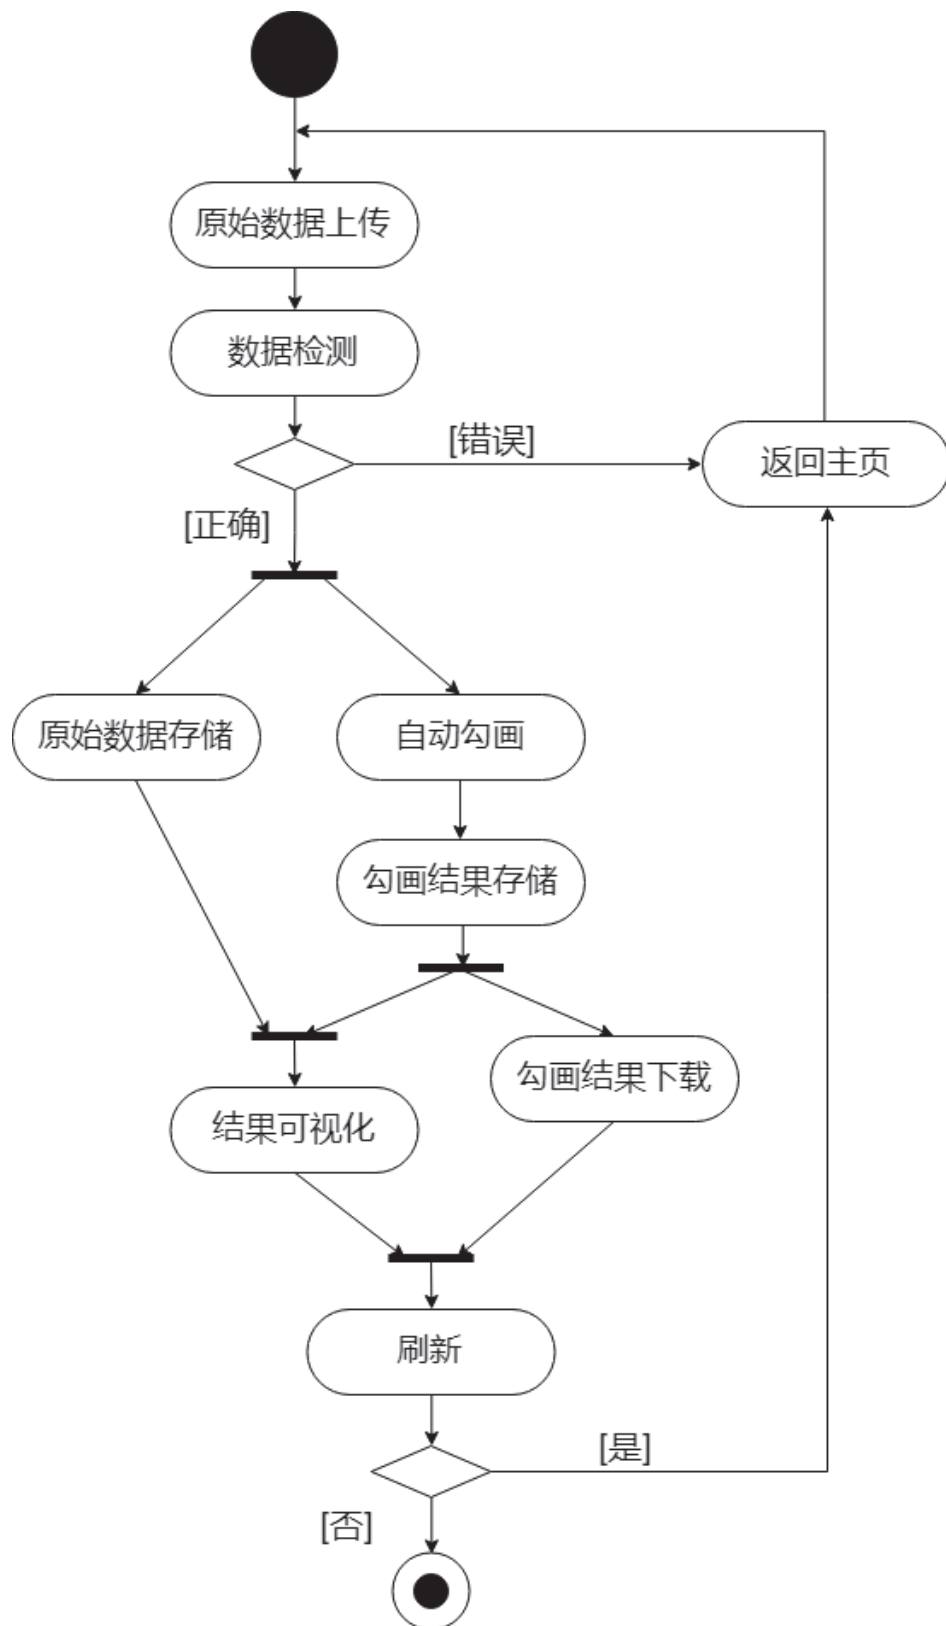 原始数据上传
数据检测
[错误]
返回主页
[正确]
原始数据存储
自动勾画
勾画结果存储
勾画结果下载
结果可视化
刷新
[是]
[否]